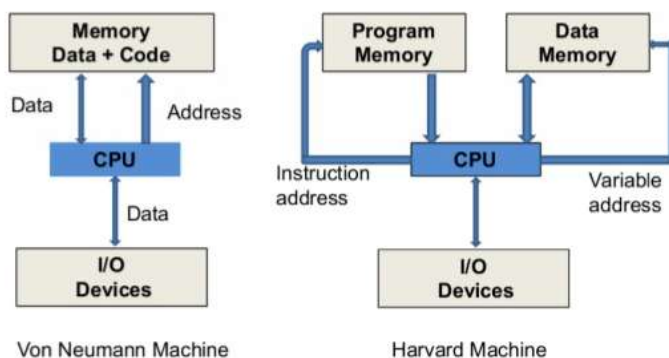 Memory
Data + Code
Data
Address
CPU
Data
I/O
Devices
Von Neumann Machine
Program
Memory
Data
Memory
Instruction
address
CPU
Variable
address
I/O
Devices
Harvard Machine